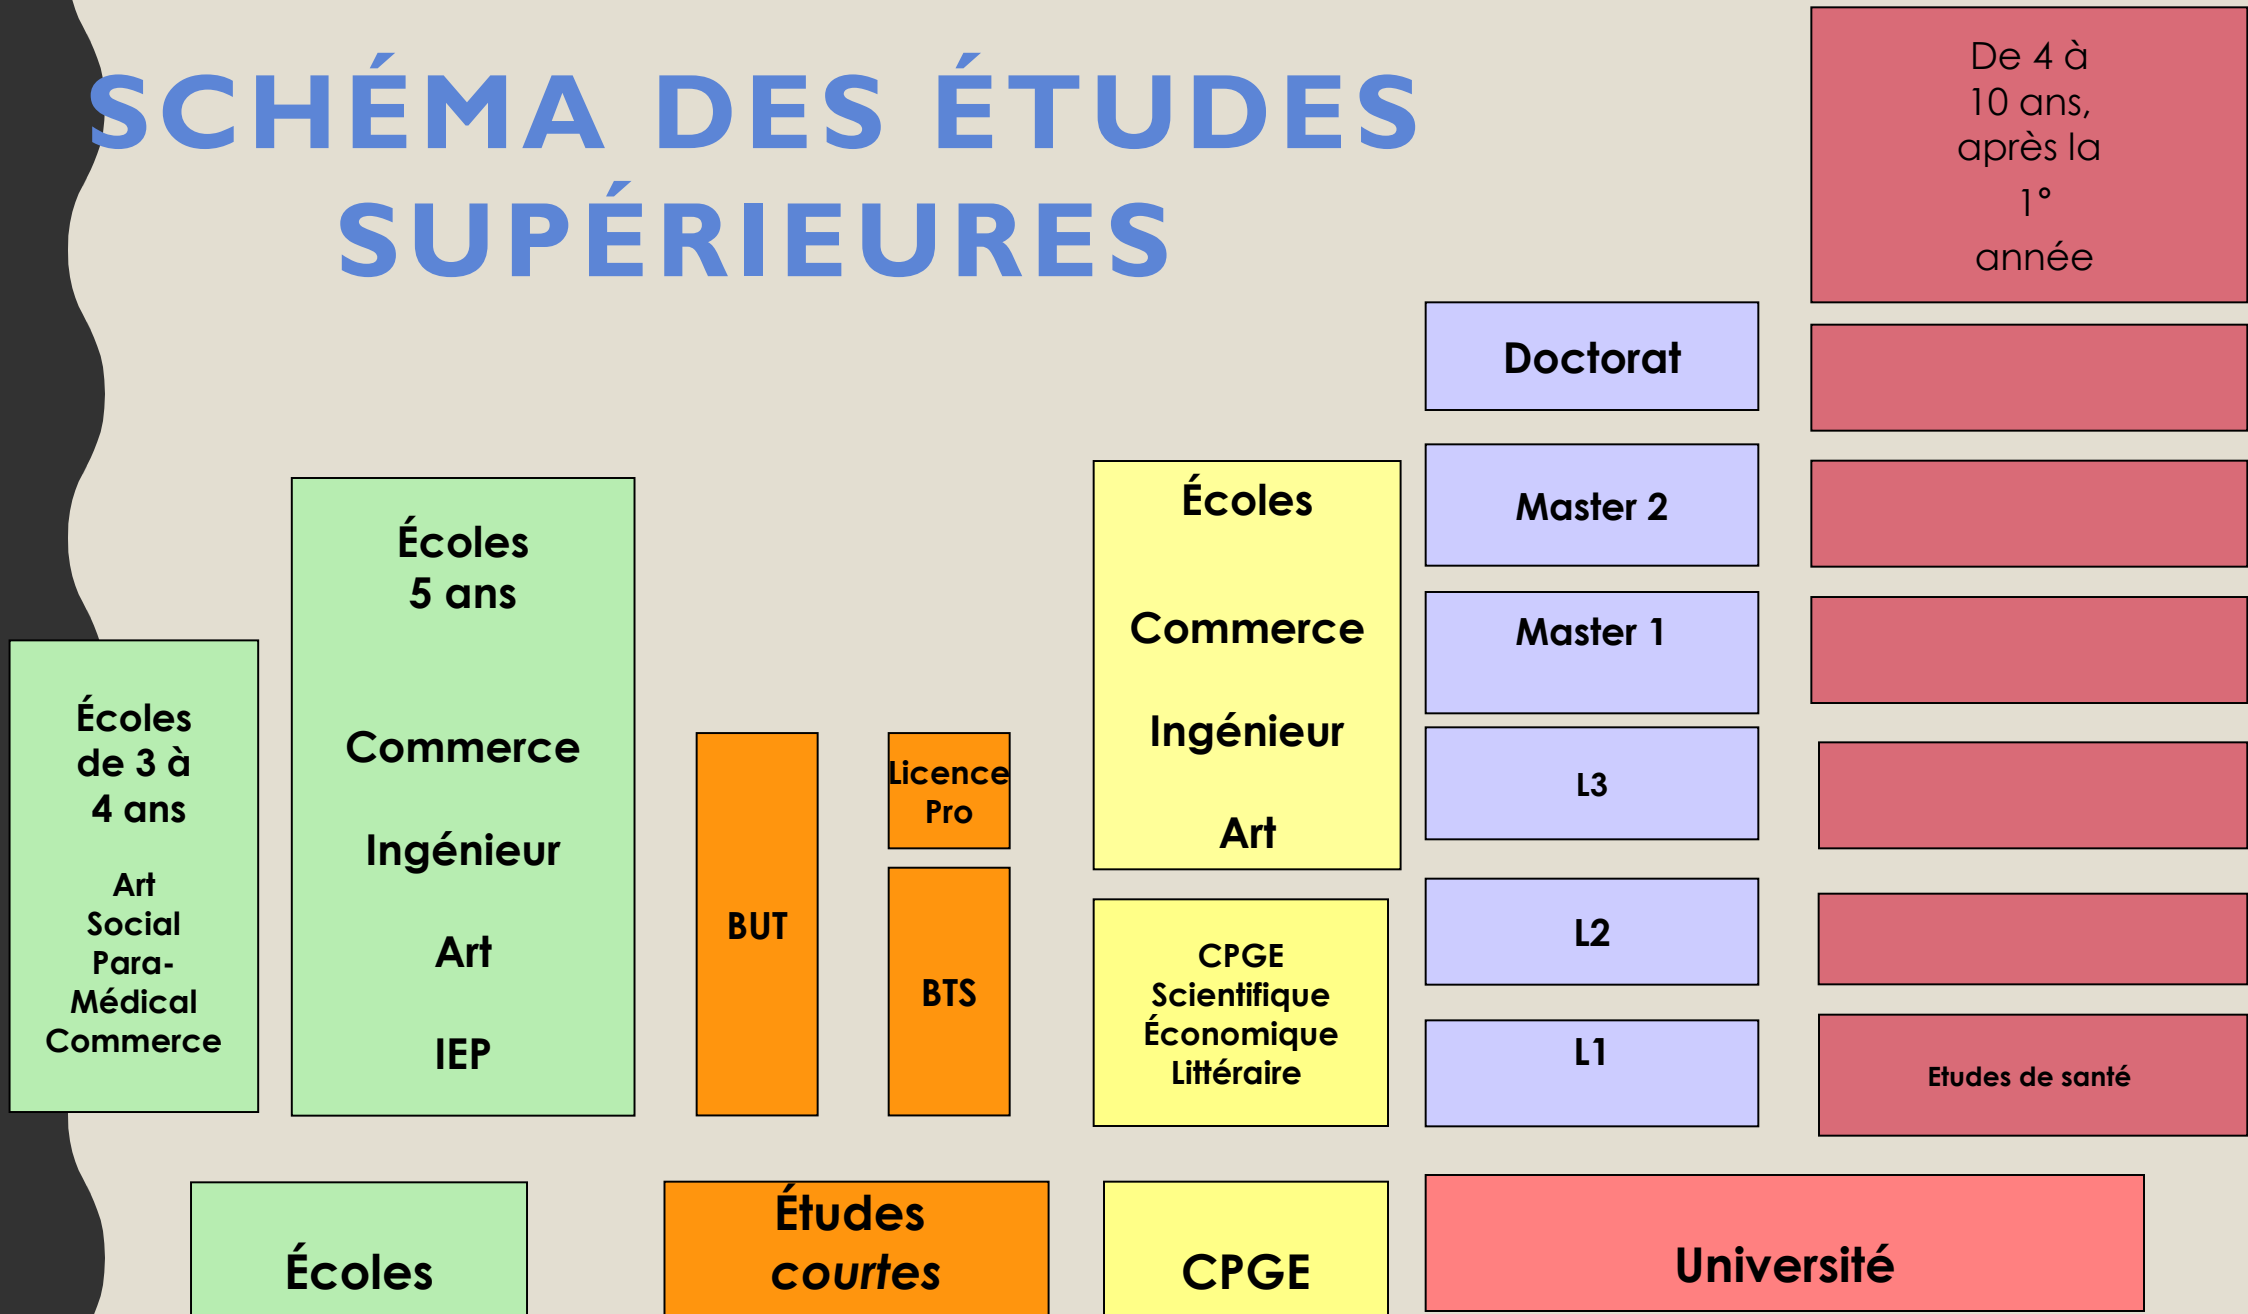 SCHÉMA DES ÉTUDES
SUPÉRIEURES
De 4 à
10 ans,
après la
1°
année
Écoles
de 3 à
4 ans
Art
Social
Para-
Médical
Commerce
Écoles
5 ans
Commerce
Ingénieur
Art
IEP
BUT
Licence
Pro
BTS
Écoles
Commerce
Ingénieur
Art
CPGE
Scientifique
Économique
Littéraire
Doctorat
Master 2
Master 1
L3
L2
L1
Etudes de santé
Écoles
Études
courtes
CPGE
Université